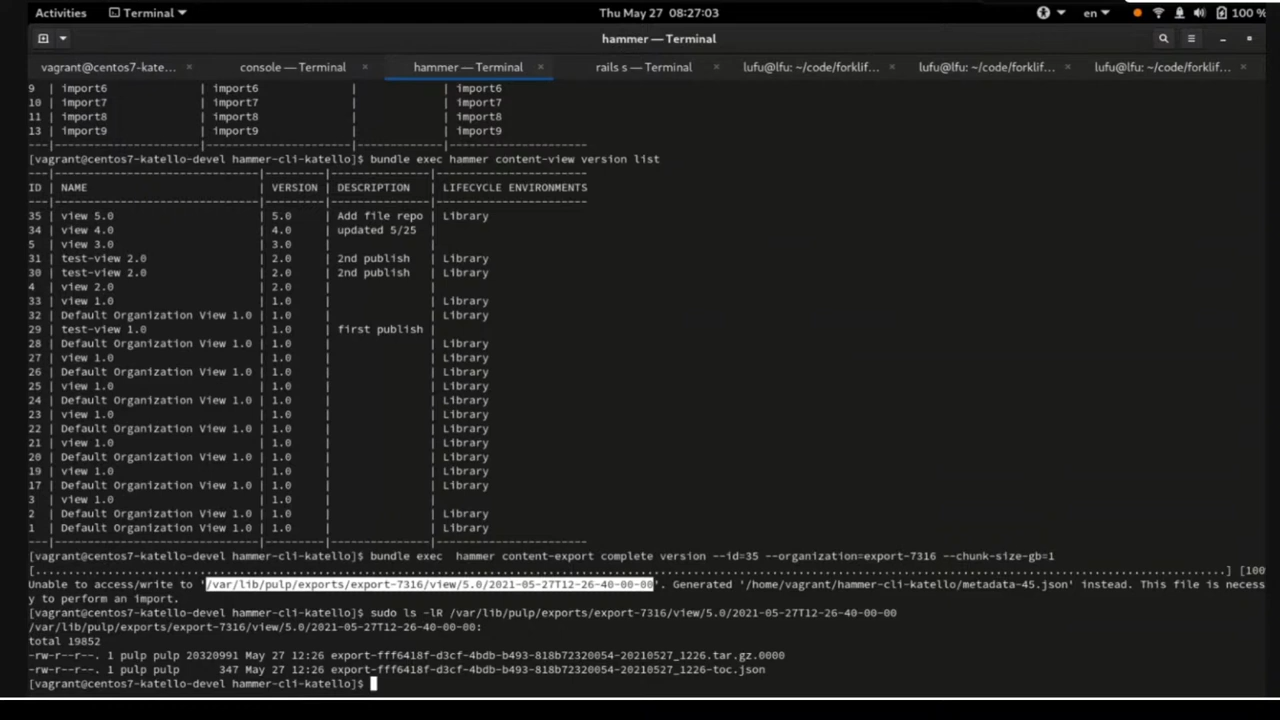 Activities Terminal Thu May 27 08:27:03 en 100 %
hammer — Terminal
vagrant@centos7-kate... × console — Terminal × hammer — Terminal × rails s — Terminal × lufu@lfu: ~/code/forklif... × lufu@lfu: ~/code/forklif... × lufu@lfu: ~/code/forklif... ×
9 | import6 | import6 | | import6
10 | import7 | import7 | | import7
11 | import8 | import8 | | import8
13 | import9 | import9 | | import9
[vagrant@centos7-katello-devel hammer-cli-katello]$ bundle exec hammer content-view version list
ID | NAME | VERSION | DESCRIPTION | LIFECYCLE ENVIRONMENTS
35 | view 5.0 | 5.0 | Add file repo | Library
34 | view 4.0 | 4.0 | updated 5/25 |
5 | view 3.0 | 3.0 | |
31 | test-view 2.0 | 2.0 | 2nd publish | Library
30 | test-view 2.0 | 2.0 | 2nd publish | Library
4 | view 2.0 | 2.0 | |
33 | view 1.0 | 1.0 | | Library
32 | Default Organization View 1.0 | 1.0 | | Library
29 | test-view 1.0 | 1.0 | first publish |
28 | Default Organization View 1.0 | 1.0 | | Library
27 | view 1.0 | 1.0 | | Library
26 | Default Organization View 1.0 | 1.0 | | Library
25 | view 1.0 | 1.0 | | Library
24 | Default Organization View 1.0 | 1.0 | | Library
23 | view 1.0 | 1.0 | | Library
22 | Default Organization View 1.0 | 1.0 | | Library
21 | view 1.0 | 1.0 | | Library
20 | Default Organization View 1.0 | 1.0 | | Library
19 | view 1.0 | 1.0 | | Library
17 | Default Organization View 1.0 | 1.0 | | Library
3 | view 1.0 | 1.0 | |
2 | Default Organization View 1.0 | 1.0 | | Library
1 | Default Organization View 1.0 | 1.0 | | Library
[vagrant@centos7-katello-devel hammer-cli-katello]$ bundle exec  hammer content-export complete version --id=35 --organization=export-7316 --chunk-size-gb=1
[......] [100
Unable to access/write to '/var/lib/pulp/exports/export-7316/view/5.0/2021-05-27T12-26-40-00-00'. Generated '/home/vagrant/hammer-cli-katello/metadata-45.json' instead. This file is necess
y to perform an import.
[vagrant@centos7-katello-devel hammer-cli-katello]$ sudo ls -lR /var/lib/pulp/exports/export-7316/view/5.0/2021-05-27T12-26-40-00-00
/var/lib/pulp/exports/export-7316/view/5.0/2021-05-27T12-26-40-00-00:
total 19852
-rw-r--r--. 1 pulp pulp 20320991 May 27 12:26 export-fff6418f-d3cf-4bdb-b493-818b72320054-20210527_1226.tar.gz.0000
-rw-r--r--. 1 pulp pulp 347 May 27 12:26 export-fff6418f-d3cf-4bdb-b493-818b72320054-20210527_1226-toc.json
[vagrant@centos7-katello-devel hammer-cli-katello]$